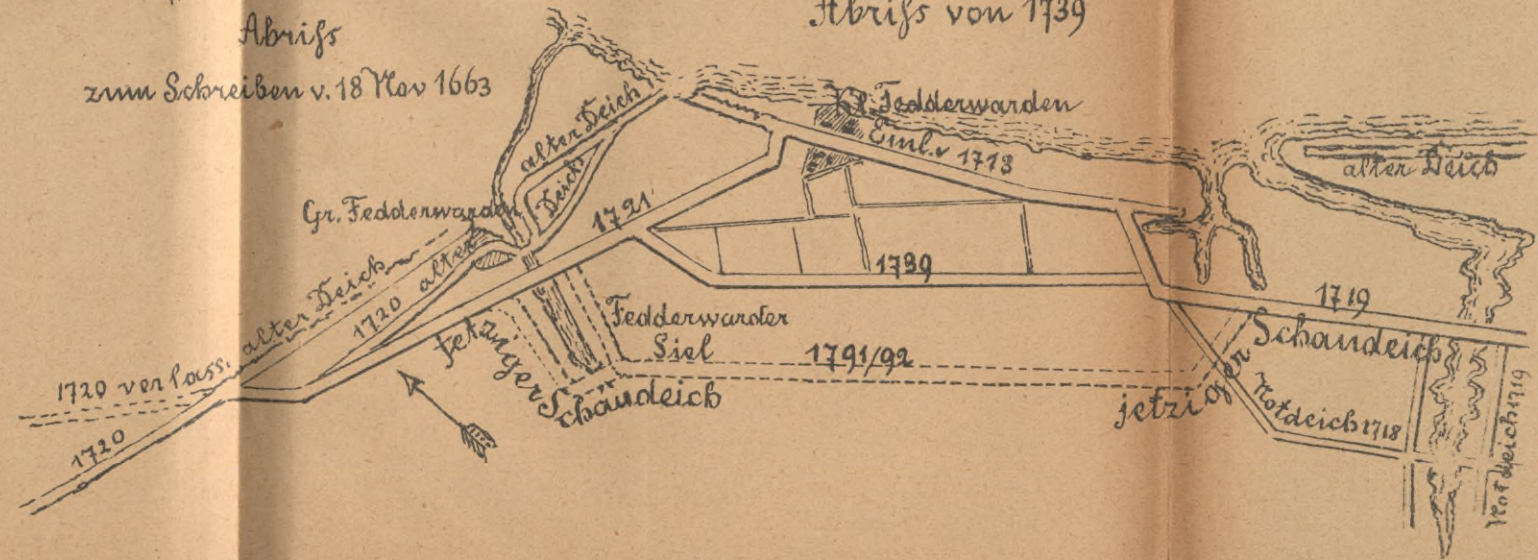 Abriß
zum Schreiben v. 18 Nov 1663
Abriß von 1739
Kl. Fedderwarden
Einl. v 1713
alter Deich
alter Deich
Deich
Gr. Fedderwarden
1721
1739
1720 alter
alter Deich
1720 verlass.
1720
Fedderwarder
Siel
1791/92
jetziger
Schaudeich
1719
Schaudeich
jetziger
Notdeich 1718
Notdeich 1719